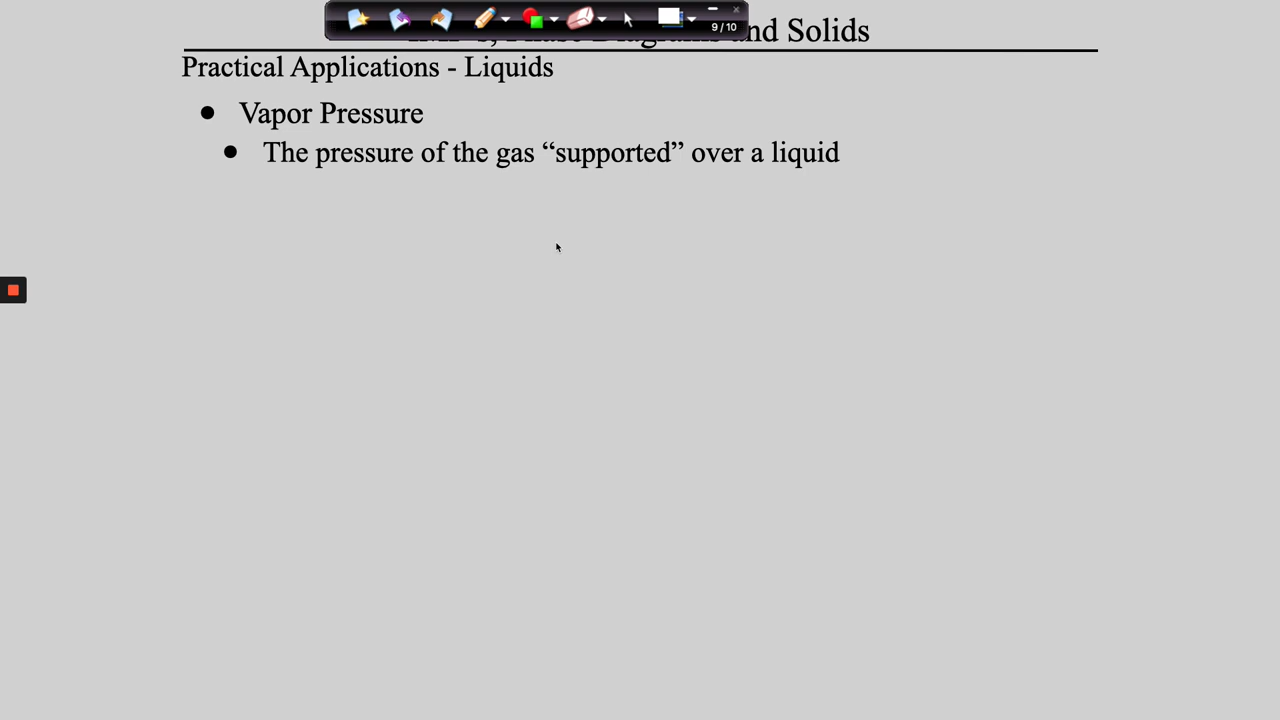 9 / 10
and Solids
Practical Applications - Liquids
● Vapor Pressure
● The pressure of the gas “supported” over a liquid